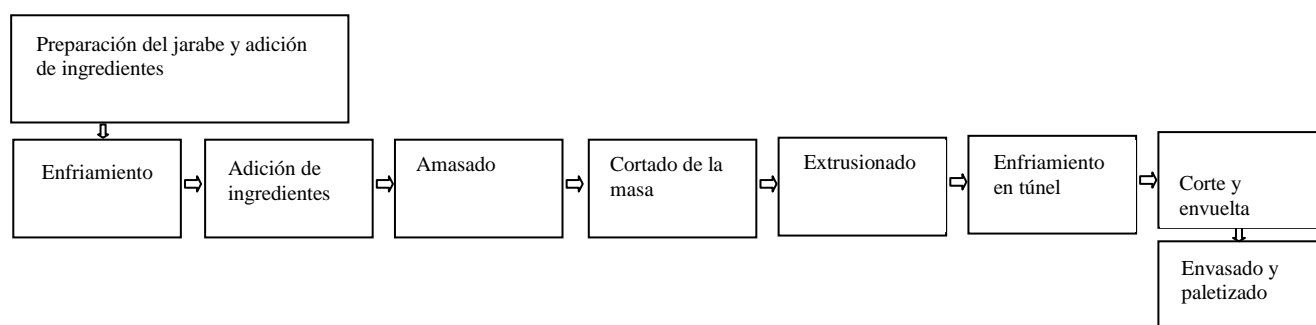 Preparación del jarabe y adición
de ingredientes
Enfriamiento
Adición de
ingredientes
Amasado
Cortado de la
masa
Extrusionado
Enfriamiento
en túnel
Corte y
envuelta
Envasado y
paletizado